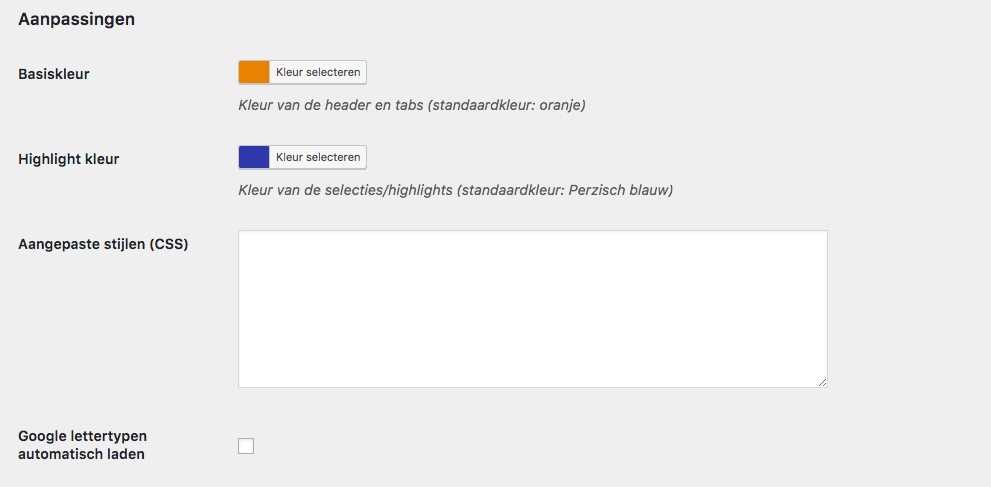 Aanpassingen
Basiskleur
Kleur selecteren
Kleur van de header en tabs (standaardkleur: oranje)
Highlight kleur
Kleur selecteren
Kleur van de selecties/highlights (standaardkleur: Perzisch blauw)
Aangepaste stijlen (CSS)
Google lettertypen
automatisch laden